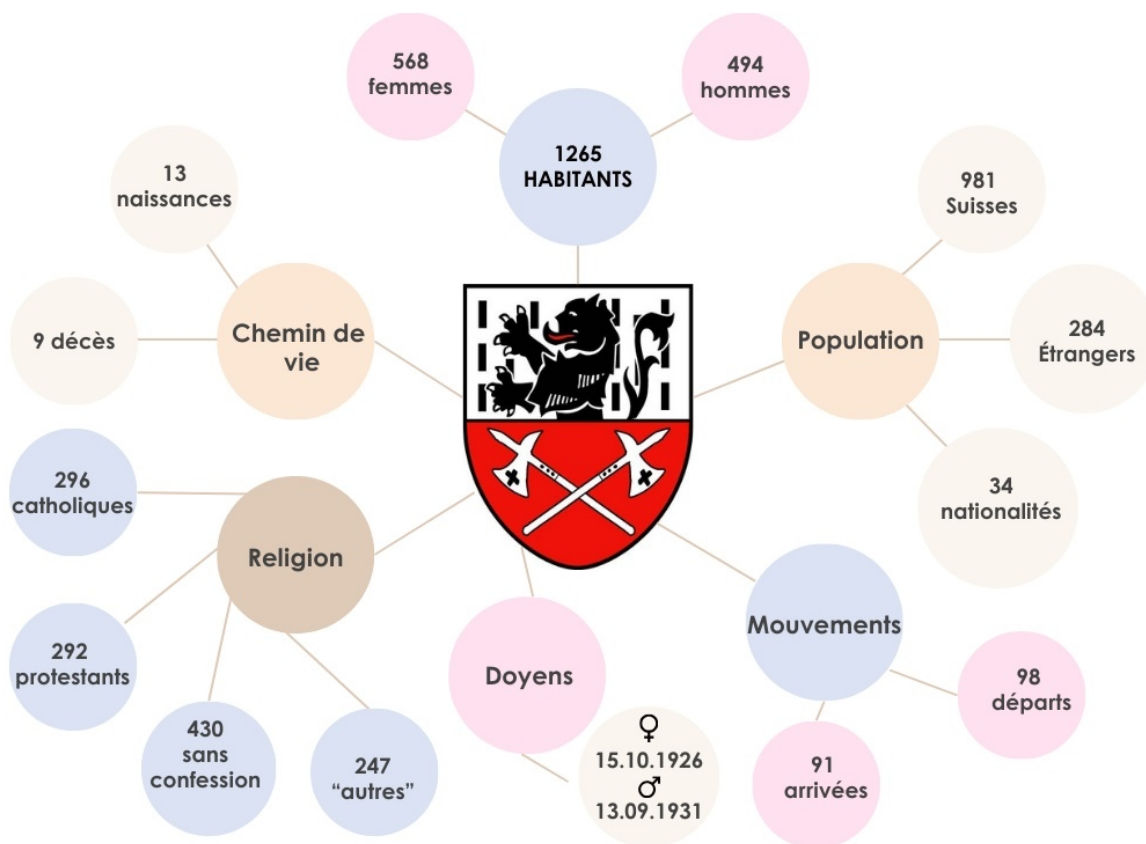 568
femmes
494
hommes
1265
HABITANTS
13
naissances
981
Suisses
9 décès
Chemin de
vie
Population
284
Étrangers
296
catholiques
34
nationalités
Religion
292
protestants
Mouvements
Doyens
98
départs
430
sans
confession
247
“autres”
♀
15.10.1926
♂
13.09.1931
91
arrivées